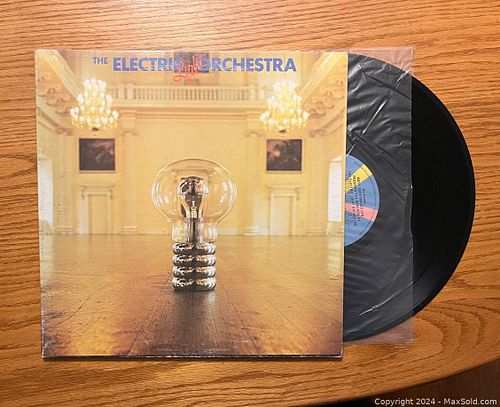 THE ELECTRIC Light ORCHESTRA
Copyright 2024 - MaxSold.com